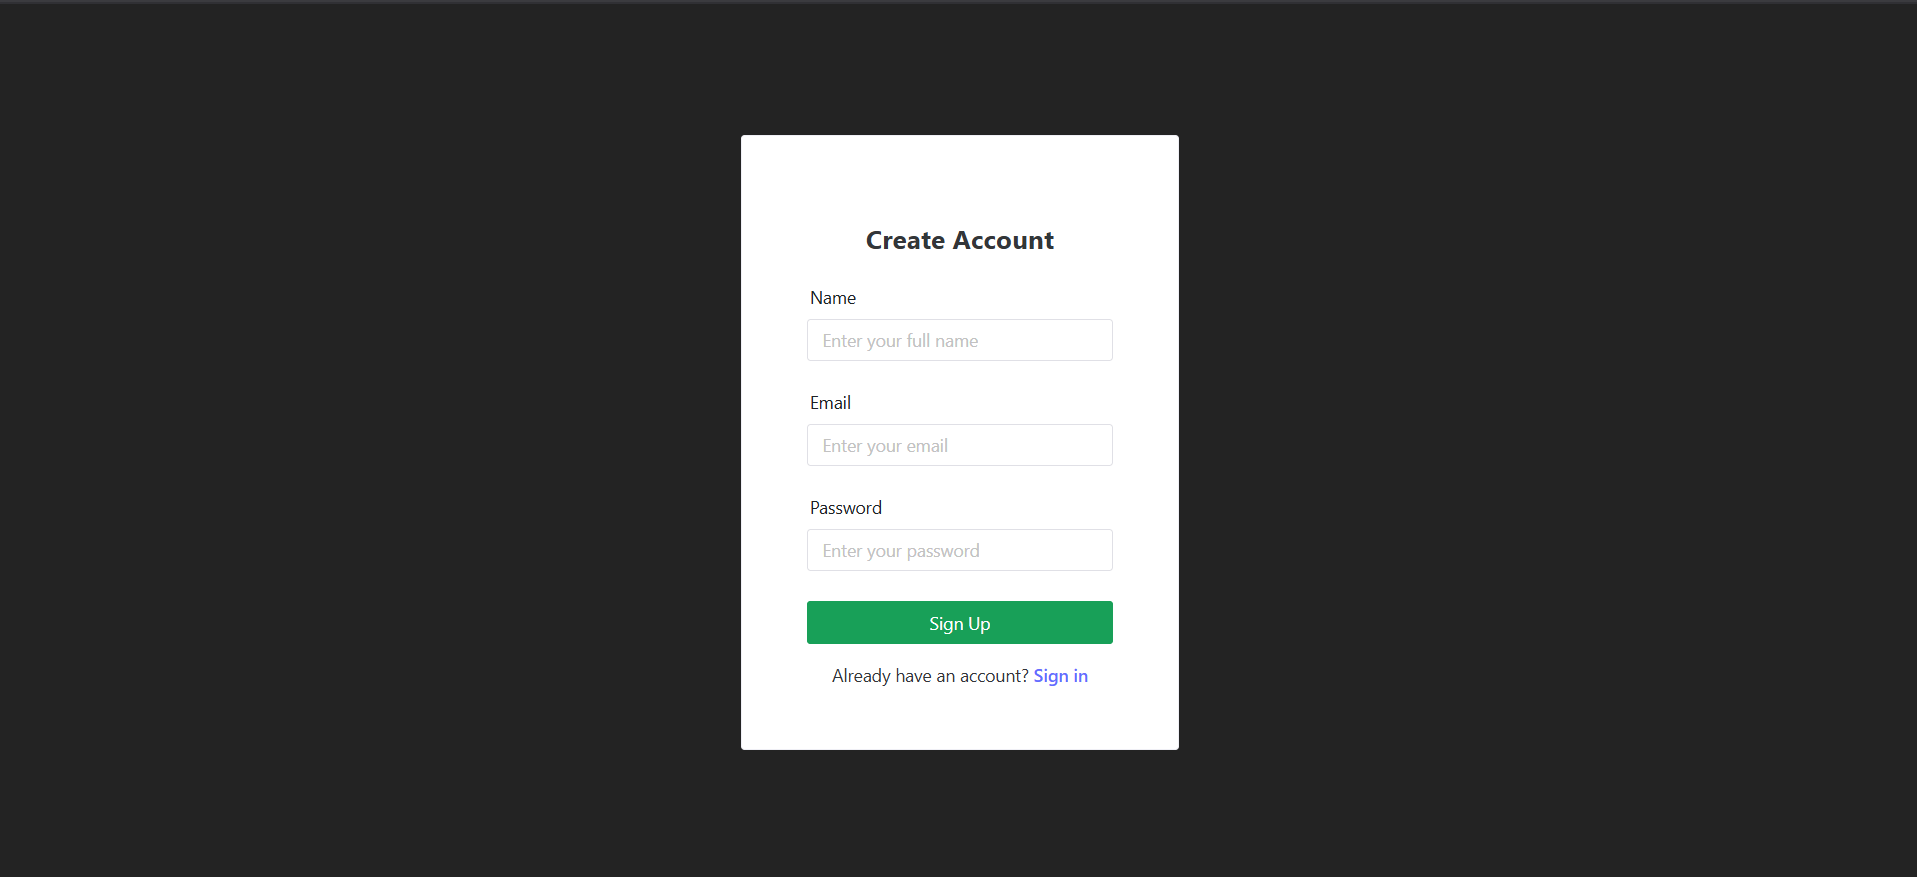 Create Account
Name
Enter your full name
Email
Enter your email
Password
Enter your password
Sign Up
Already have an account? Sign in